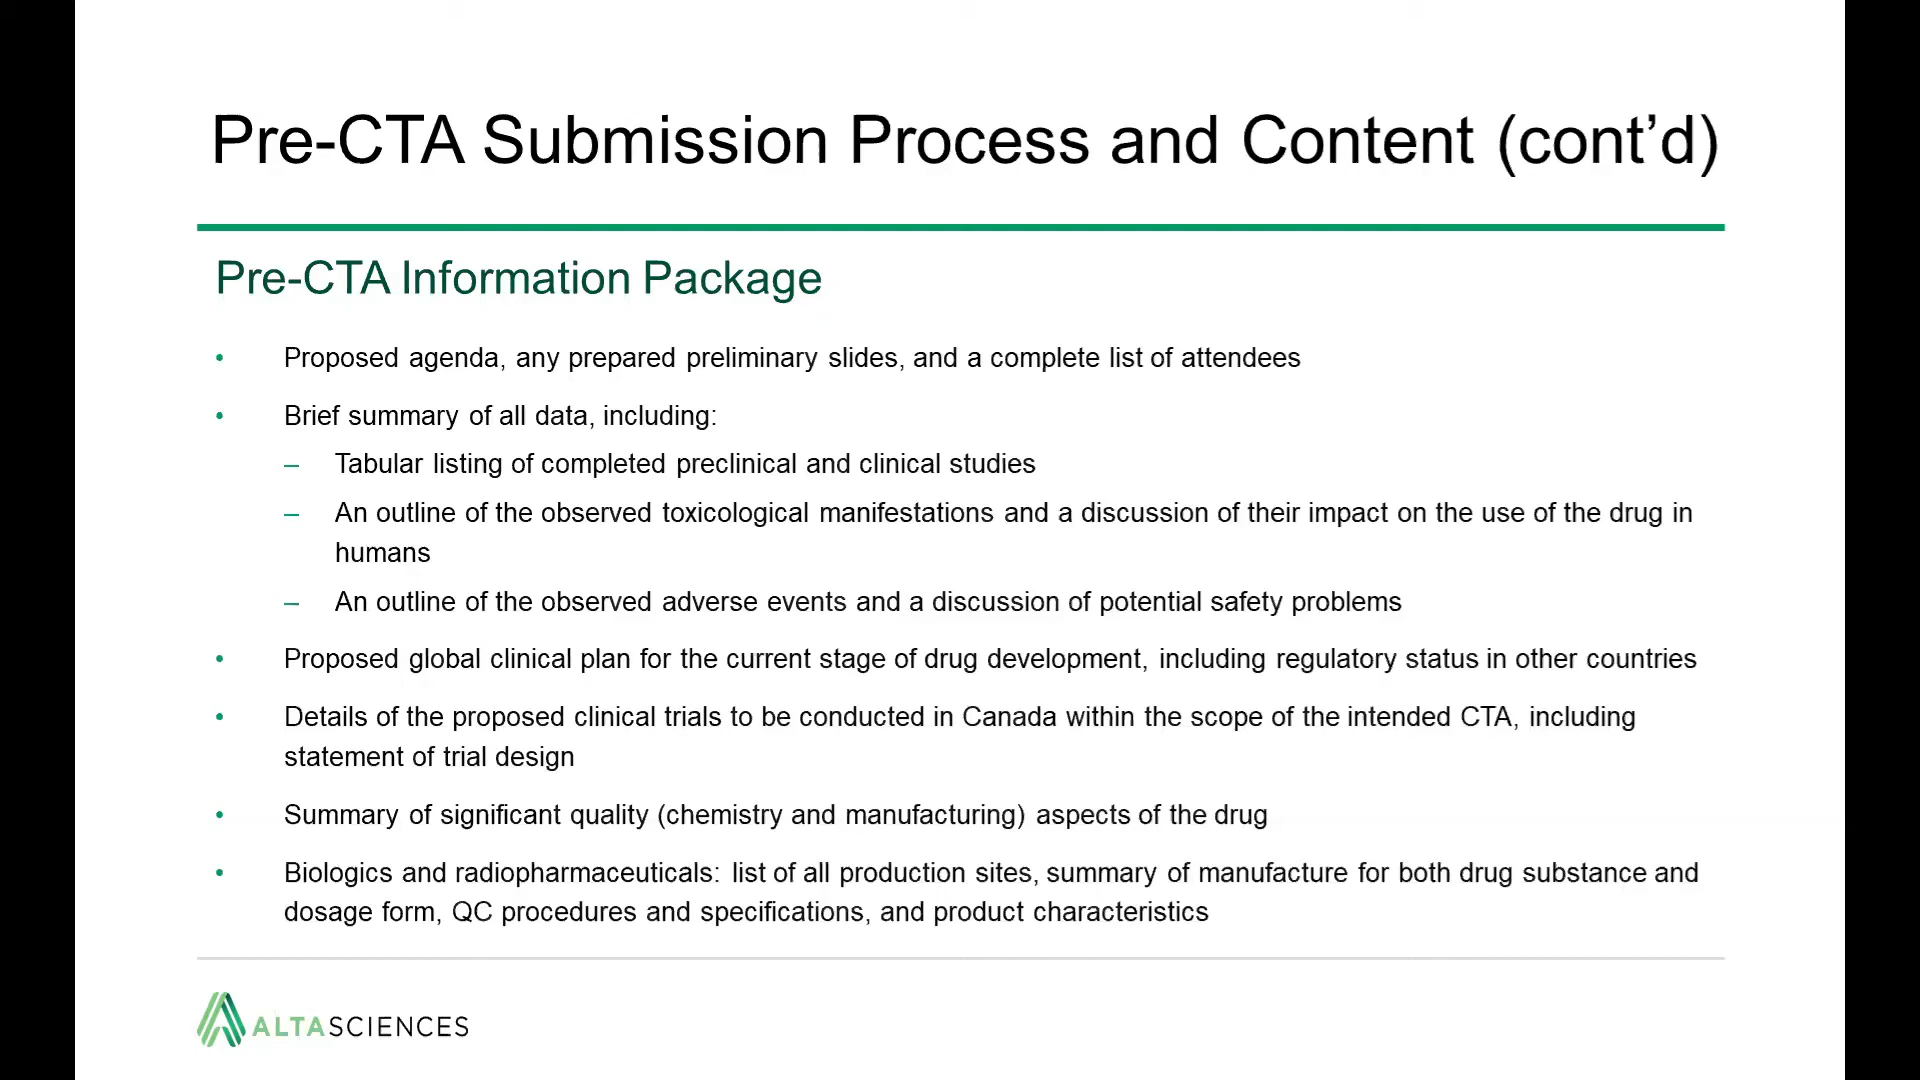 Pre-CTA Submission Process and Content (cont’d)
Pre-CTA Information Package
• Proposed agenda, any prepared preliminary slides, and a complete list of attendees
• Brief summary of all data, including:
– Tabular listing of completed preclinical and clinical studies
– An outline of the observed toxicological manifestations and a discussion of their impact on the use of the drug in
humans
– An outline of the observed adverse events and a discussion of potential safety problems
• Proposed global clinical plan for the current stage of drug development, including regulatory status in other countries
• Details of the proposed clinical trials to be conducted in Canada within the scope of the intended CTA, including
statement of trial design
• Summary of significant quality (chemistry and manufacturing) aspects of the drug
• Biologics and radiopharmaceuticals: list of all production sites, summary of manufacture for both drug substance and
dosage form, QC procedures and specifications, and product characteristics
ALTASCIENCES